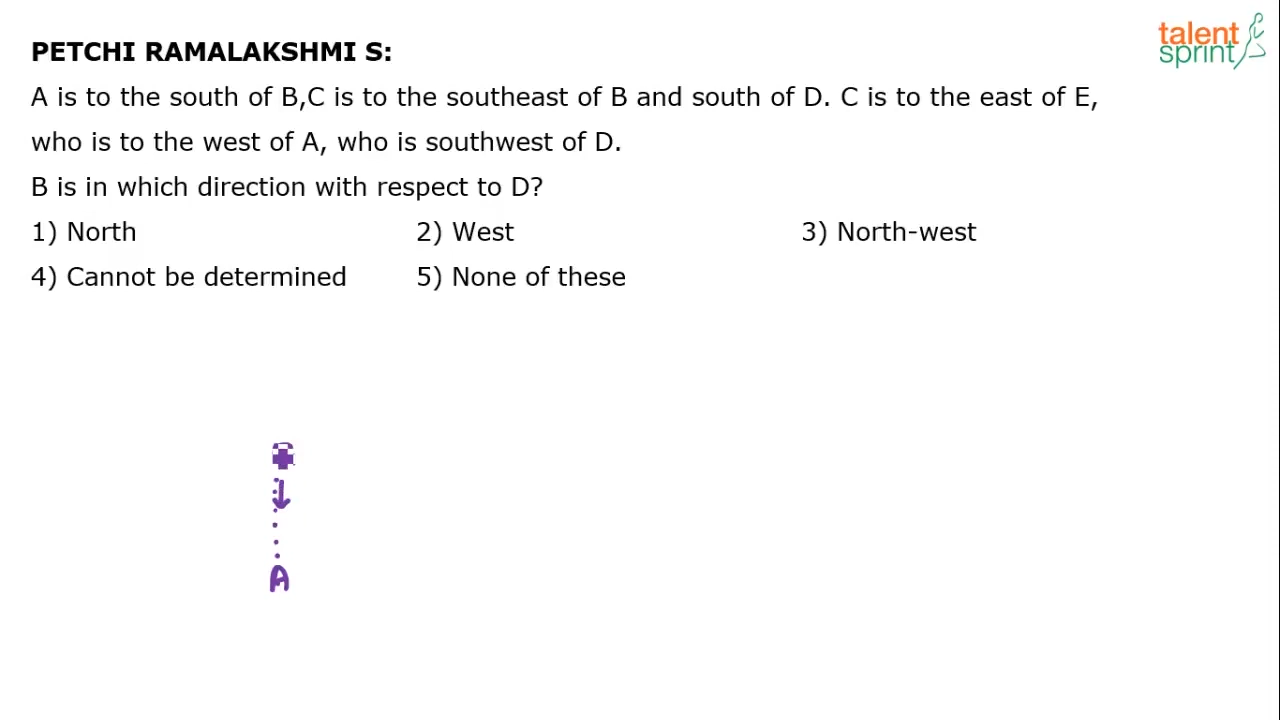 talent
sprint
PETCHI RAMALAKSHMI S:
A is to the south of B,C is to the southeast of B and south of D. C is to the east of E,
who is to the west of A, who is southwest of D.
B is in which direction with respect to D?
1) North 2) West 3) North-west
4) Cannot be determined 5) None of these
A